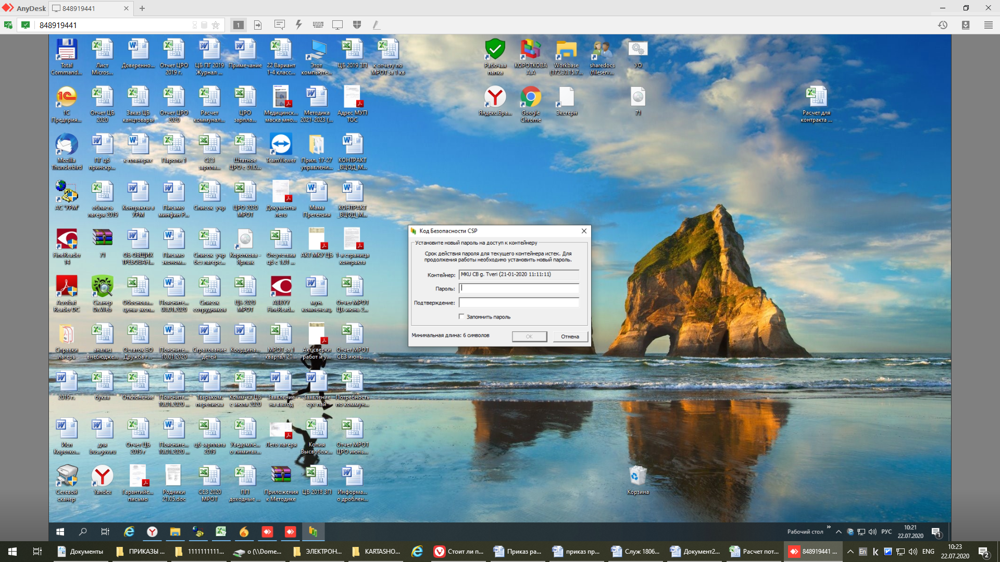 AnyDesk
848919441
848919441
1
Total
Command...
Лист
Micros...
Доверенно...
Отчет ЦРО
2019 г.
ЦБ ПГ 2019
Журнал ...
Примечание
22 Вариант
1-4 класс...
Этот
компьюте...
ЦБ 2019 ЗП
к отчету по
МРОТ за 1 кв
Рабочая
папка
КОРОТКОВА
А.А
Workbase
(172.30.15.7...
sharedocs
(fileserv...
УО
1С
Предприя...
Отчет ЦБ
2020
Заказ ЦБ
канцтовары
Отчет ЦРО
2020
Расчет
коммунал...
ЦРО
зарпла...
Медицинск...
маска мно...
Методика
2021-2023 (...
Адрес МУП
ТОС
Яндекс.Бра...
Google
Chrome
Экстерн
71
Расчет для
контракта ...
Mozilla
Thunderbird
ПГ цб
принскр...
к планерке
Пароли 1
СЕЗ
зарпла...
Штатное
ЦРО с 01.0...
TeamViewer
Прил. 17-27
управлени...
КОНТРАКТ
_ВЦОД_М...
АС "УРМ"
область
лагеря 2019
Контракты в
УРМ
Письмо
минфин Р...
Список учр
ЦРО 2020
МРОТ
Документы
лето
Мама
Претензия
КОНТРАКТ
_ВЦОД_М...
FineReader
14
71
ОБ ОБЩИХ
ТРЕБОВАН...
Письмо
эконом...
Список учр
без лагере...
Короткова -
Ярлык
Отсутствия
цб с 1.01 ...
АКТ МКУ ЦБ
1-я страница
контракта
Acrobat
Reader DC
Сканер
Dr.Web
Обоснова...
цены эксп...
Поясните...
08.01.2020
Список
сотрудников
ЦБ 2020
МРОТ
ABBYY
FineRead...
мун.
компенсац.
Отчет МРОТ
ЦБ июнь 2...
Справки
лагерь
анализ
внебюдже...
Остаток БО
Дружба г...
Поясните...
10.01.2020
Страхование
детей
Координа...
МРОТ за 1
квартал 20...
Акт сверки
работ и у...
Отчет МРОТ
СЕЗ июнь ...
2019 г.
буква
Отклонение
Поясните...
10.01.2020 ...
Тверьком.
переписка
Комм-ка ЦБ
с июля 2020
Заявление
на выход
Заявление
сух пай
Потребность
по коммун...
Исп
Коротко...
для
bus.gov.ru
Отчет ЦБ
2019 г
Поясните...
10.01.2020 ...
цб зарплата
2019
Уведомле...
о лимитах...
Лето лагеря
Копия
Высвобож...
Отчет МРОТ
ЦРО июнь...
Сетевой
сканер
Yandex
Гарантийе...
письмо
Родники
21.05.doc
СЕЗ 2020
МРОТ
ПП
доходные ...
Приложения
к Методике
ЦБ 2018 ЗП
Информа...
о дроблен...
Корзина
Код Безопасности CSP
Установите новый пароль на доступ к контейнеру
Срок действия пароля для текущего контейнера истек. Для
продолжения работы необходимо установить новый пароль.
Контейнер: MKU CB g. Tveri (21-01-2020 11:11:11)
Пароль:
Подтверждение:
Запомнить пароль
Минимальная длина: 6 символов
ОК
Отмена
Рабочий стол
»
РУС
10:21
22.07.2020
1
Документы
ПРИКАЗЫ ...
1111111111...
o (\\Dome...
ЭЛЕКТРОН...
KARTASHO...
Стоит ли п...
Приказ ра...
приказ пр...
Служ 1806...
Документ2...
Расчет пот...
848919441 ...
En
ENG
10:23
22.07.2020
2